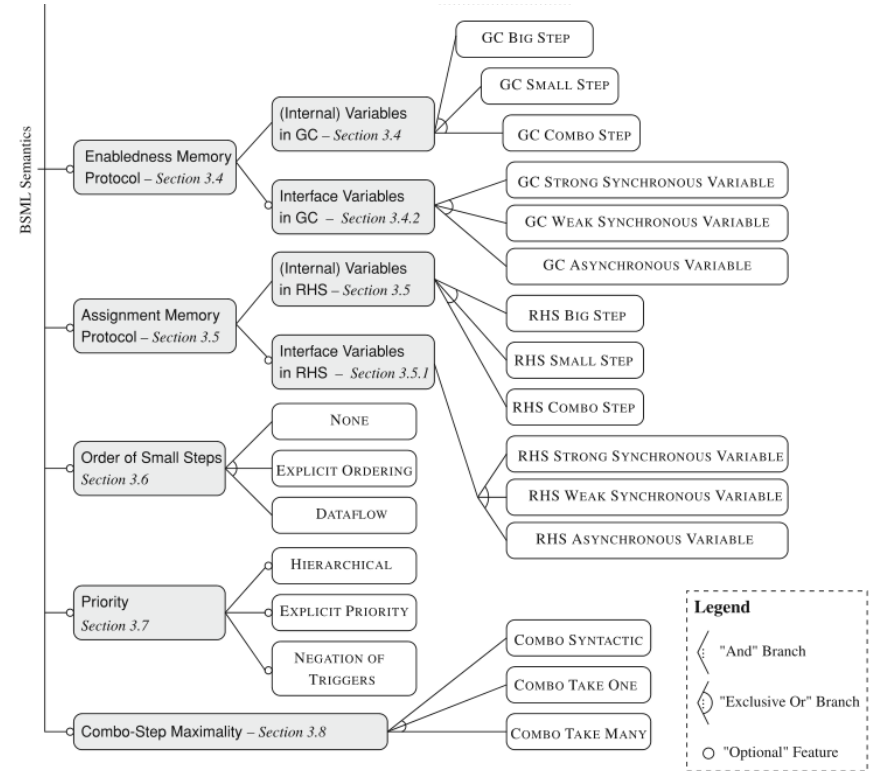 BSML Semantics
Enabledness Memory
Protocol – Section 3.4
(Internal) Variables
in GC – Section 3.4
GC BIG STEP
GC SMALL STEP
GC COMBO STEP
Interface Variables
in GC – Section 3.4.2
GC STRONG SYNCHRONOUS VARIABLE
GC WEAK SYNCHRONOUS VARIABLE
GC ASYNCHRONOUS VARIABLE
Assignment Memory
Protocol – Section 3.5
(Internal) Variables
in RHS – Section 3.5
RHS BIG STEP
RHS SMALL STEP
RHS COMBO STEP
Interface Variables
in RHS – Section 3.5.1
RHS STRONG SYNCHRONOUS VARIABLE
RHS WEAK SYNCHRONOUS VARIABLE
RHS ASYNCHRONOUS VARIABLE
Order of Small Steps
Section 3.6
NONE
EXPLICIT ORDERING
DATAFLOW
Priority
Section 3.7
HIERARCHICAL
EXPLICIT PRIORITY
NEGATION OF
TRIGGERS
Combo-Step Maximality – Section 3.8
COMBO SYNTACTIC
COMBO TAKE ONE
COMBO TAKE MANY
Legend
"And" Branch
"Exclusive Or" Branch
"Optional" Feature